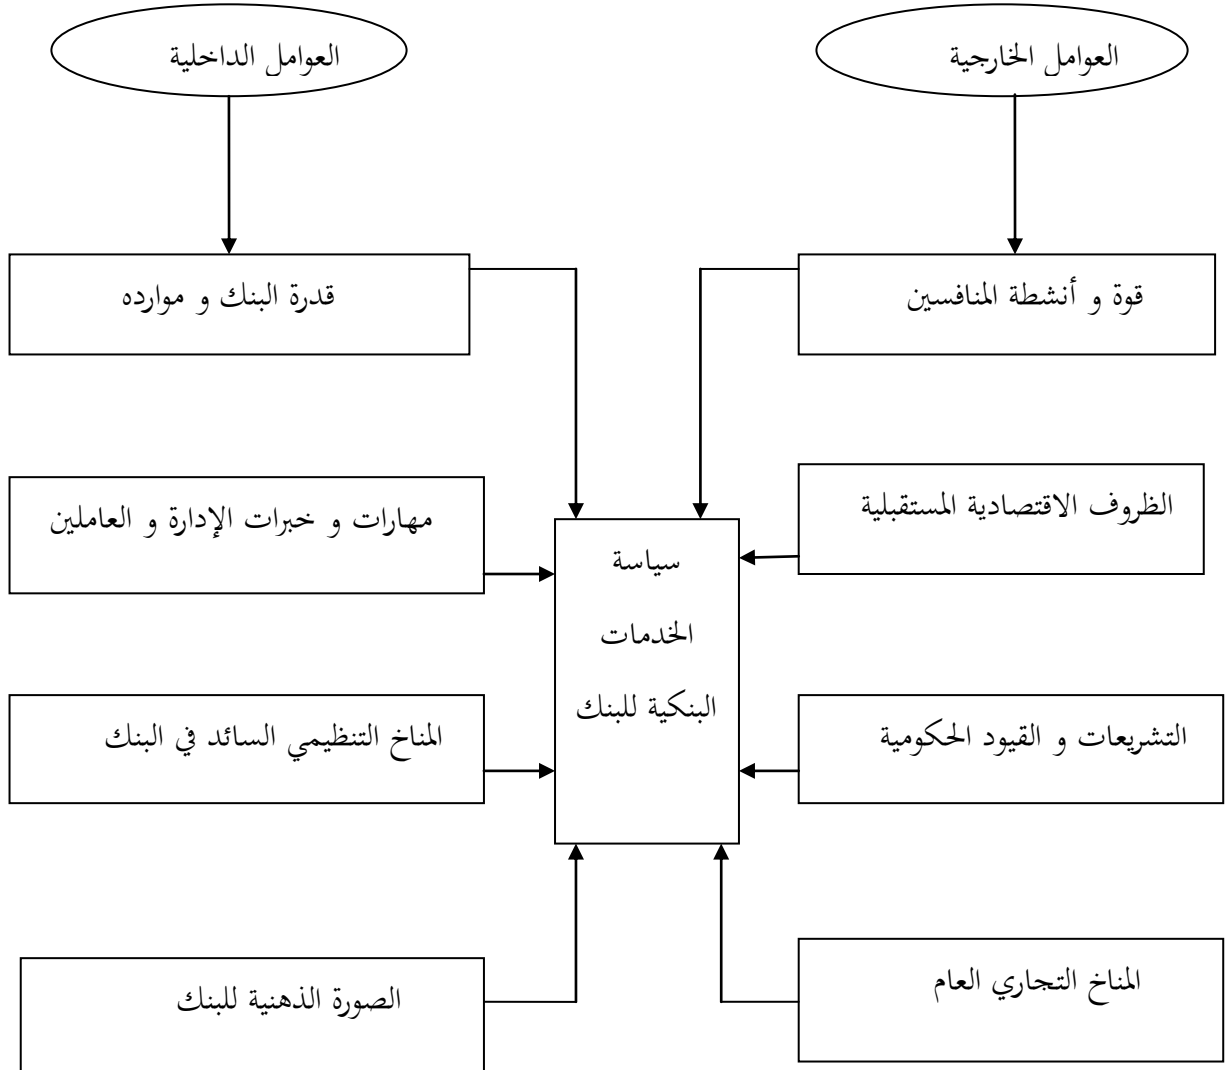 العوامل الخارجية
العوامل الداخلية
قوة و أنشطة المنافسين
قدرة البنك و موارده
الظروف الاقتصادية المستقبلية
مهارات و خبرات الإدارة و العاملين
سياسة
الخدمات
البنكية للبنك
التشريعات و القيود الحكومية
المناخ التنظيمي السائد في البنك
المناخ التجاري العام
الصورة الذهنية للبنك